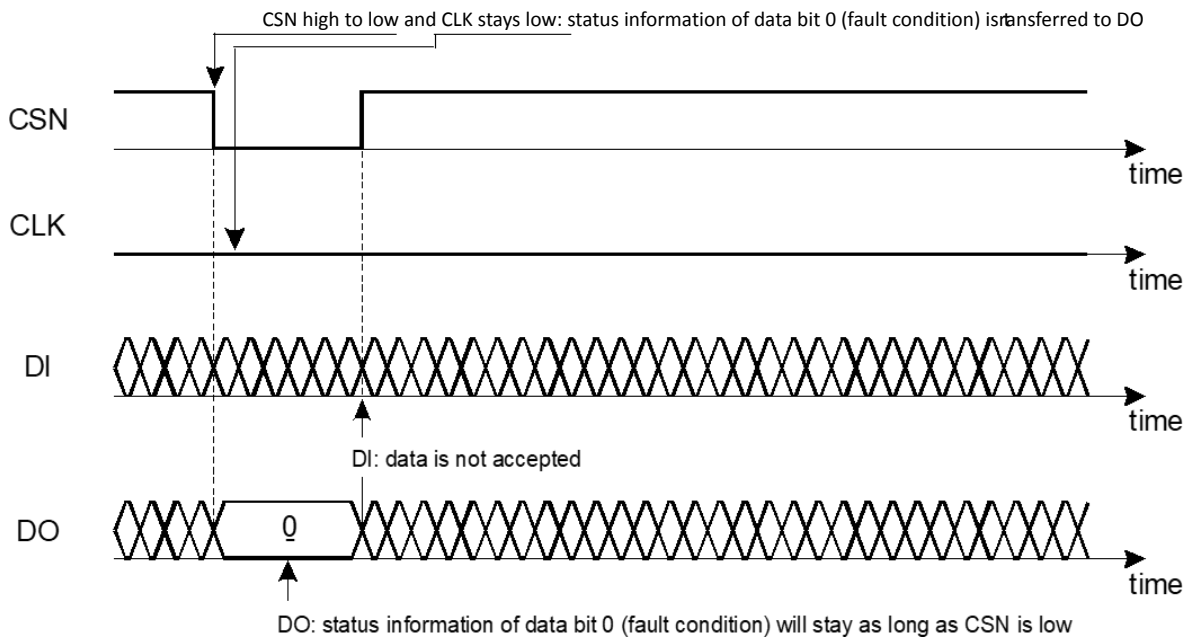 CSN high to low and CLK stays low: status information of data bit 0 (fault condition) istansferred to DO
CSN
time
CLK
time
DI
time
DI: data is not accepted
DO
0
time
DO: status information of data bit 0 (fault condition) will stay as long as CSN is low